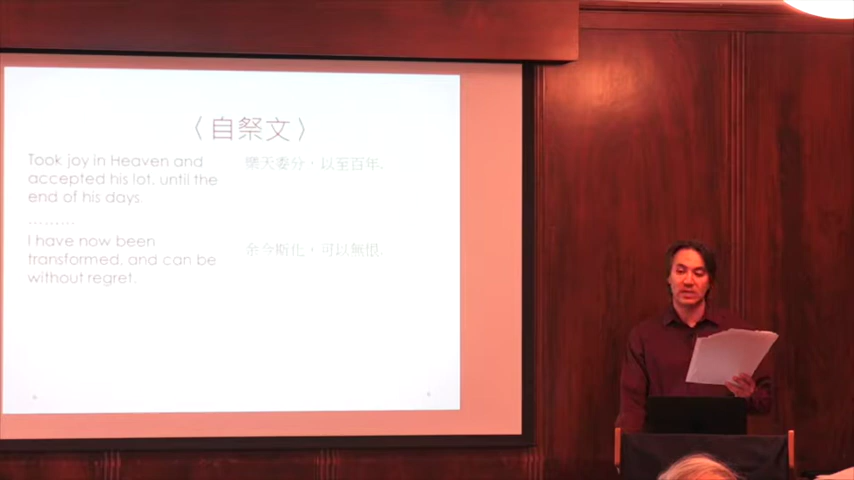 〈自祭文〉
Took joy in Heaven and
accepted his lot, until the
end of his days
樂天委分，以至百年。
………
I have now been
transformed, and can be
without regret.
余今斯化，可以無恨。